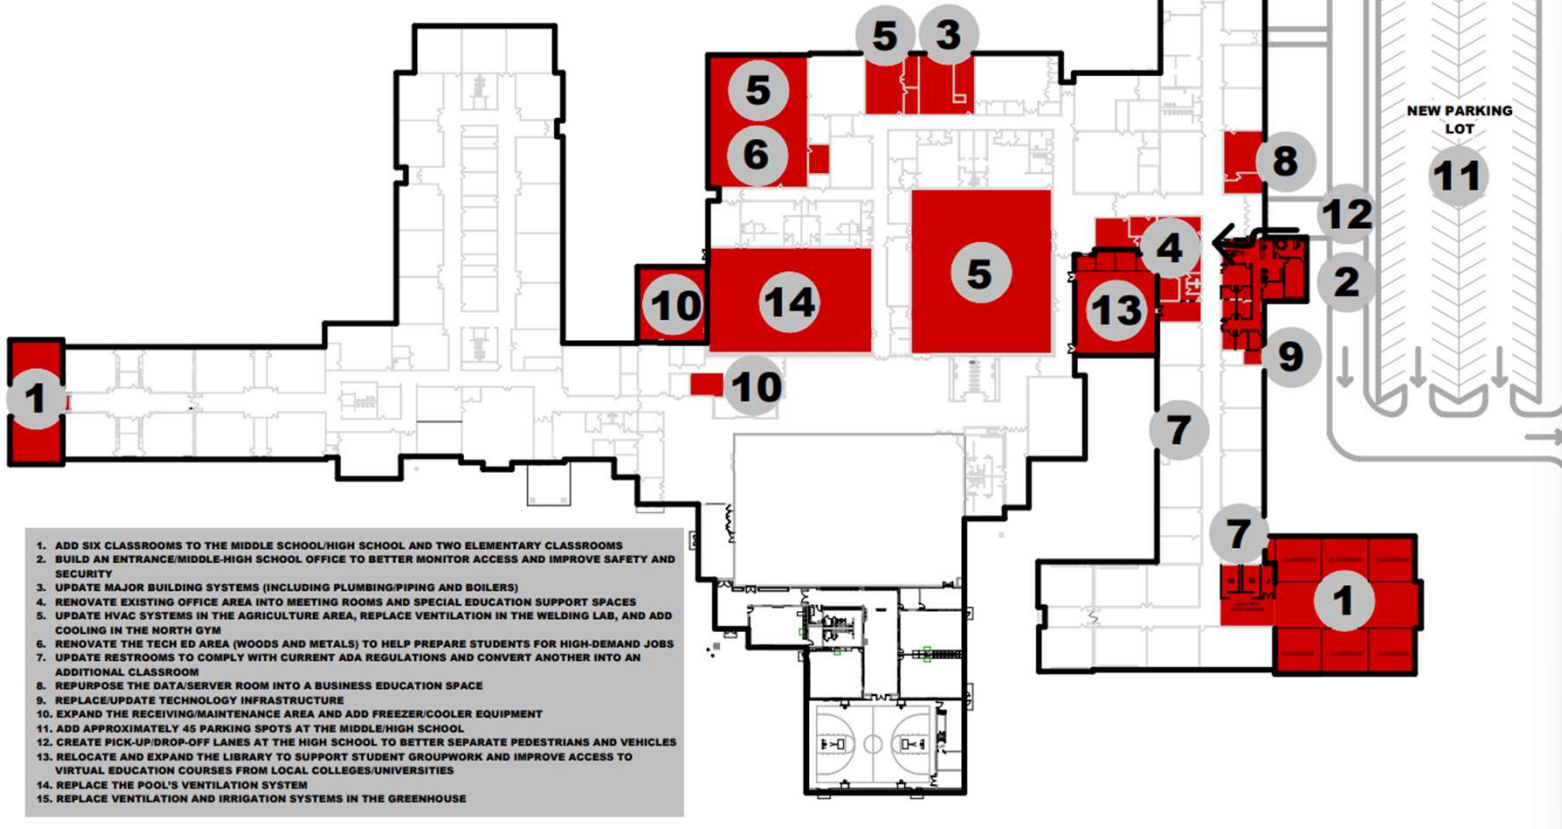 5
3
5
6
NEW PARKING
LOT
11
8
12
4
2
5
10
14
13
9
10
1
7
7
1
1. ADD SIX CLASSROOMS TO THE MIDDLE SCHOOL/HIGH SCHOOL AND TWO ELEMENTARY CLASSROOMS
2. BUILD AN ENTRANCE/MIDDLE-HIGH SCHOOL OFFICE TO BETTER MONITOR ACCESS AND IMPROVE SAFETY AND
SECURITY
3. UPDATE MAJOR BUILDING SYSTEMS (INCLUDING PLUMBING/PIPING AND BOILERS)
4. RENOVATE EXISTING OFFICE AREA INTO MEETING ROOMS AND SPECIAL EDUCATION SUPPORT SPACES
5. UPDATE HVAC SYSTEMS IN THE AGRICULTURE AREA, REPLACE VENTILATION IN THE WELDING LAB, AND ADD
COOLING IN THE NORTH GYM
6. RENOVATE THE TECH ED AREA (WOODS AND METALS) TO HELP PREPARE STUDENTS FOR HIGH-DEMAND JOBS
7. UPDATE RESTROOMS TO COMPLY WITH CURRENT ADA REGULATIONS AND CONVERT ANOTHER INTO AN
ADDITIONAL CLASSROOM
8. REPURPOSE THE DATA/SERVER ROOM INTO A BUSINESS EDUCATION SPACE
9. REPLACE/UPDATE TECHNOLOGY INFRASTRUCTURE
10. EXPAND THE RECEIVING/MAINTENANCE AREA AND ADD FREEZER/COOLER EQUIPMENT
11. ADD APPROXIMATELY 45 PARKING SPOTS AT THE MIDDLE/HIGH SCHOOL
12. CREATE PICK-UP/DROP-OFF LANES AT THE HIGH SCHOOL TO BETTER SEPARATE PEDESTRIANS AND VEHICLES
13. RELOCATE AND EXPAND THE LIBRARY TO SUPPORT STUDENT GROUPWORK AND IMPROVE ACCESS TO
VIRTUAL EDUCATION COURSES FROM LOCAL COLLEGES/UNIVERSITIES
14. REPLACE THE POOL'S VENTILATION SYSTEM
15. REPLACE VENTILATION AND IRRIGATION SYSTEMS IN THE GREENHOUSE